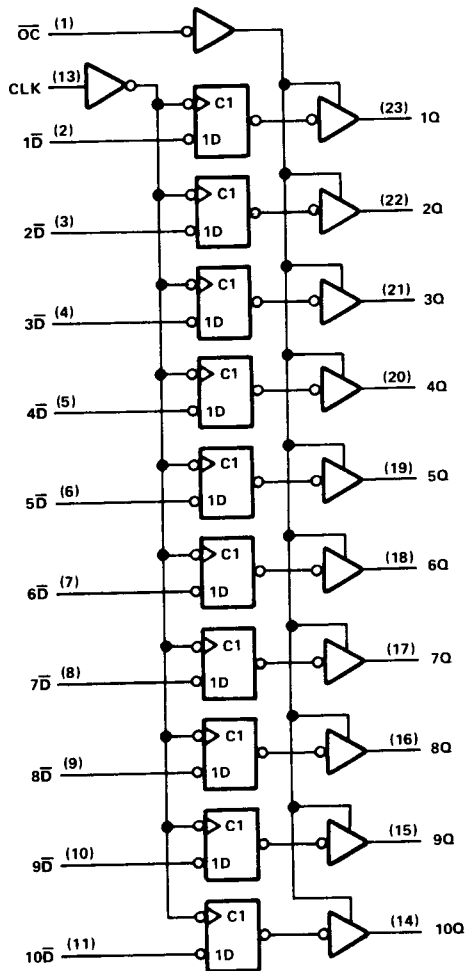 O̅C̅ (1)
CLK (13)
C1
(23)
1Q
1D̅ (2)
1D
C1
(22)
2Q
2D̅ (3)
1D
C1
(21)
3Q
3D̅ (4)
1D
C1
(20)
4Q
4D̅ (5)
1D
C1
(19)
5Q
5D̅ (6)
1D
C1
(18)
6Q
6D̅ (7)
1D
C1
(17)
7Q
7D̅ (8)
1D
C1
(16)
8Q
8D̅ (9)
1D
C1
(15)
9Q
9D̅ (10)
1D
C1
(14)
10Q
10D̅ (11)
1D